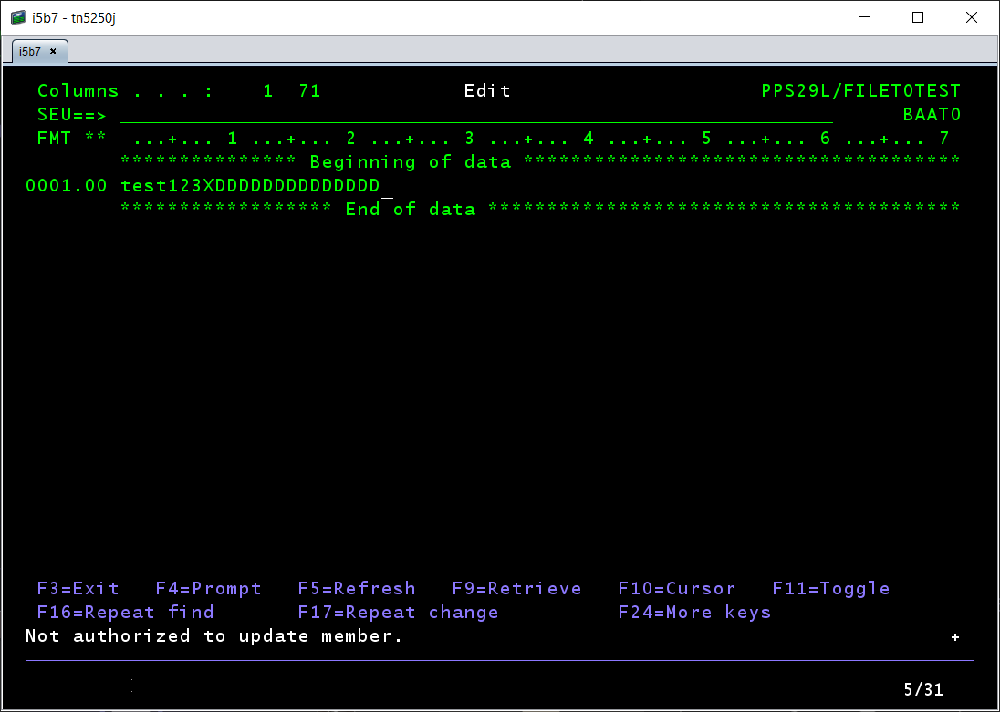 i5b7 - tn5250j
i5b7 ×
Columns . . . :    1  71            Edit                     PPS29L/FILETOTEST
SEU==> ____________________________________________________________      BAATO
FMT **  ...+... 1 ...+... 2 ...+... 3 ...+... 4 ...+... 5 ...+... 6 ...+... 7
*************** Beginning of data *************************************
0001.00 test123XDDDDDDDDDDDDDD_
****************** End of data ****************************************
F3=Exit   F4=Prompt   F5=Refresh   F9=Retrieve   F10=Cursor   F11=Toggle
F16=Repeat find       F17=Repeat change          F24=More keys
Not authorized to update member.                                              +
5/31